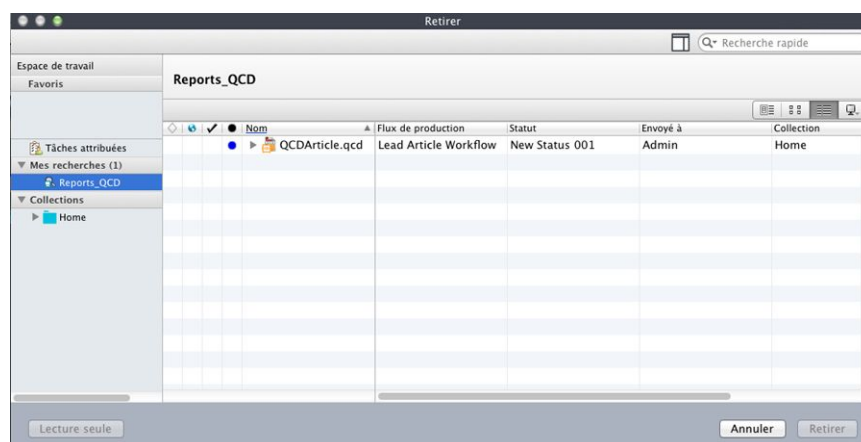 Retirer
Recherche rapide
Espace de travail
Favoris
Reports_QCD
Nom Flux de production Statut Envoyé à Collection
Tâches attribuées
QCDArticle.qcd Lead Article Workflow New Status 001 Admin Home
Mes recherches (1)
Reports_QCD
Collections
Home
Lecture seule Annuler Retirer